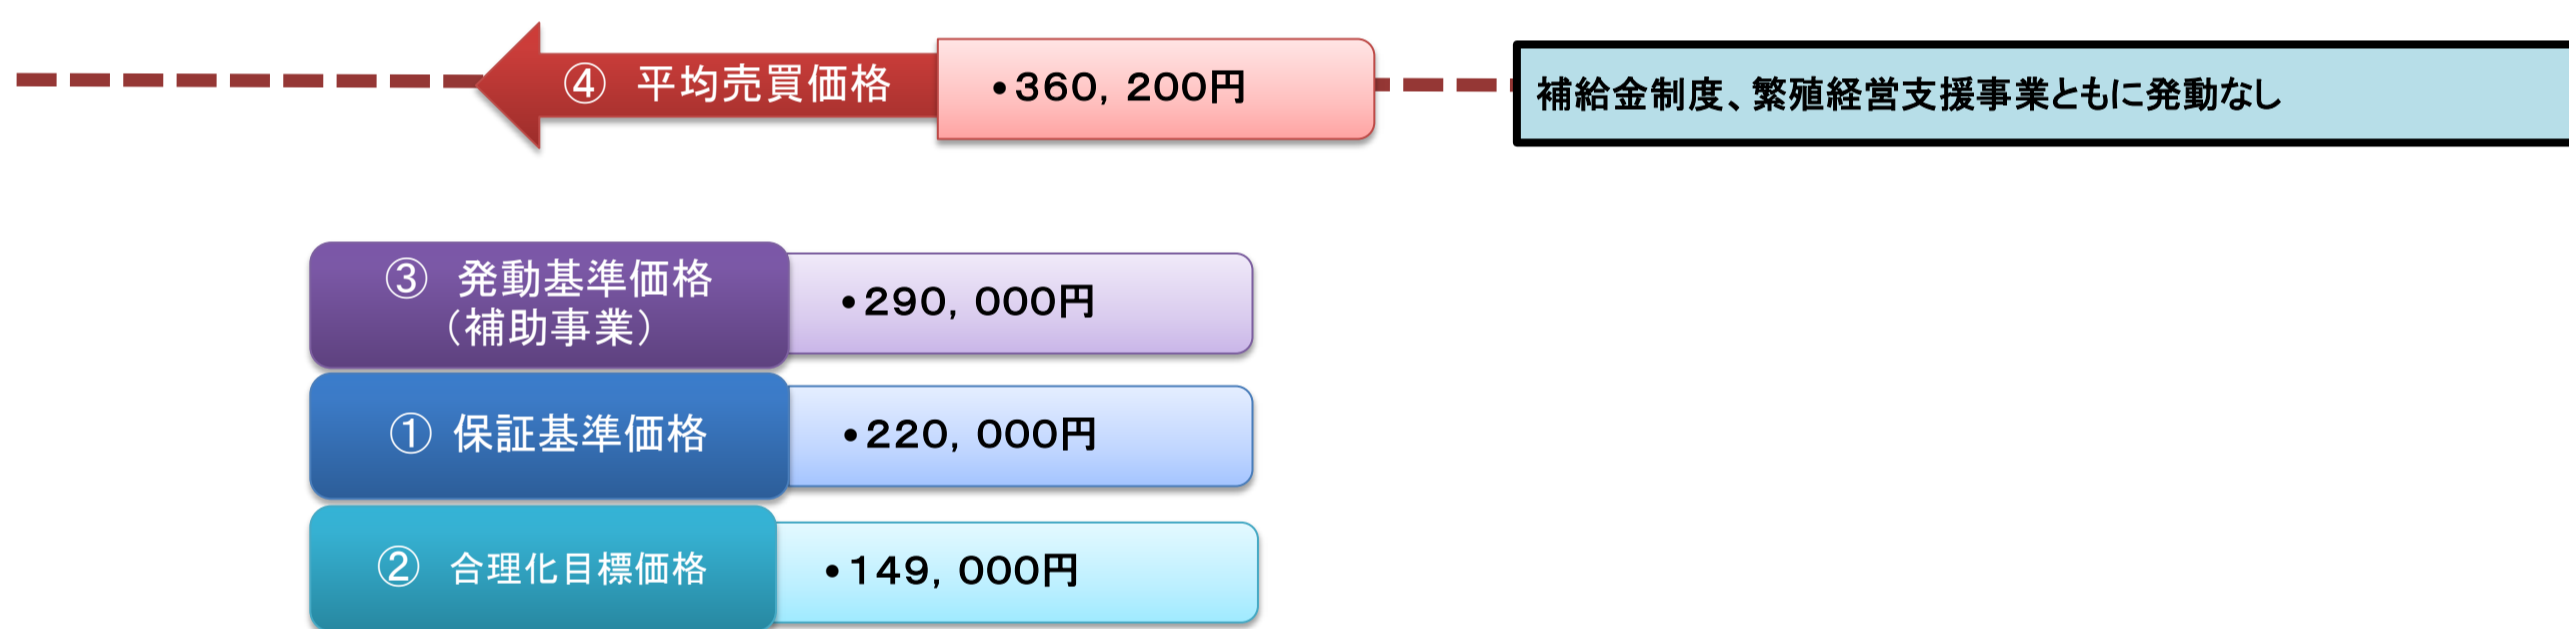 ④ 平均売買価格 •360,200円 補給金制度、繁殖経営支援事業ともに発動なし
③ 発動基準価格
（補助事業）
•290,000円
① 保証基準価格 •220,000円
② 合理化目標価格 •149,000円